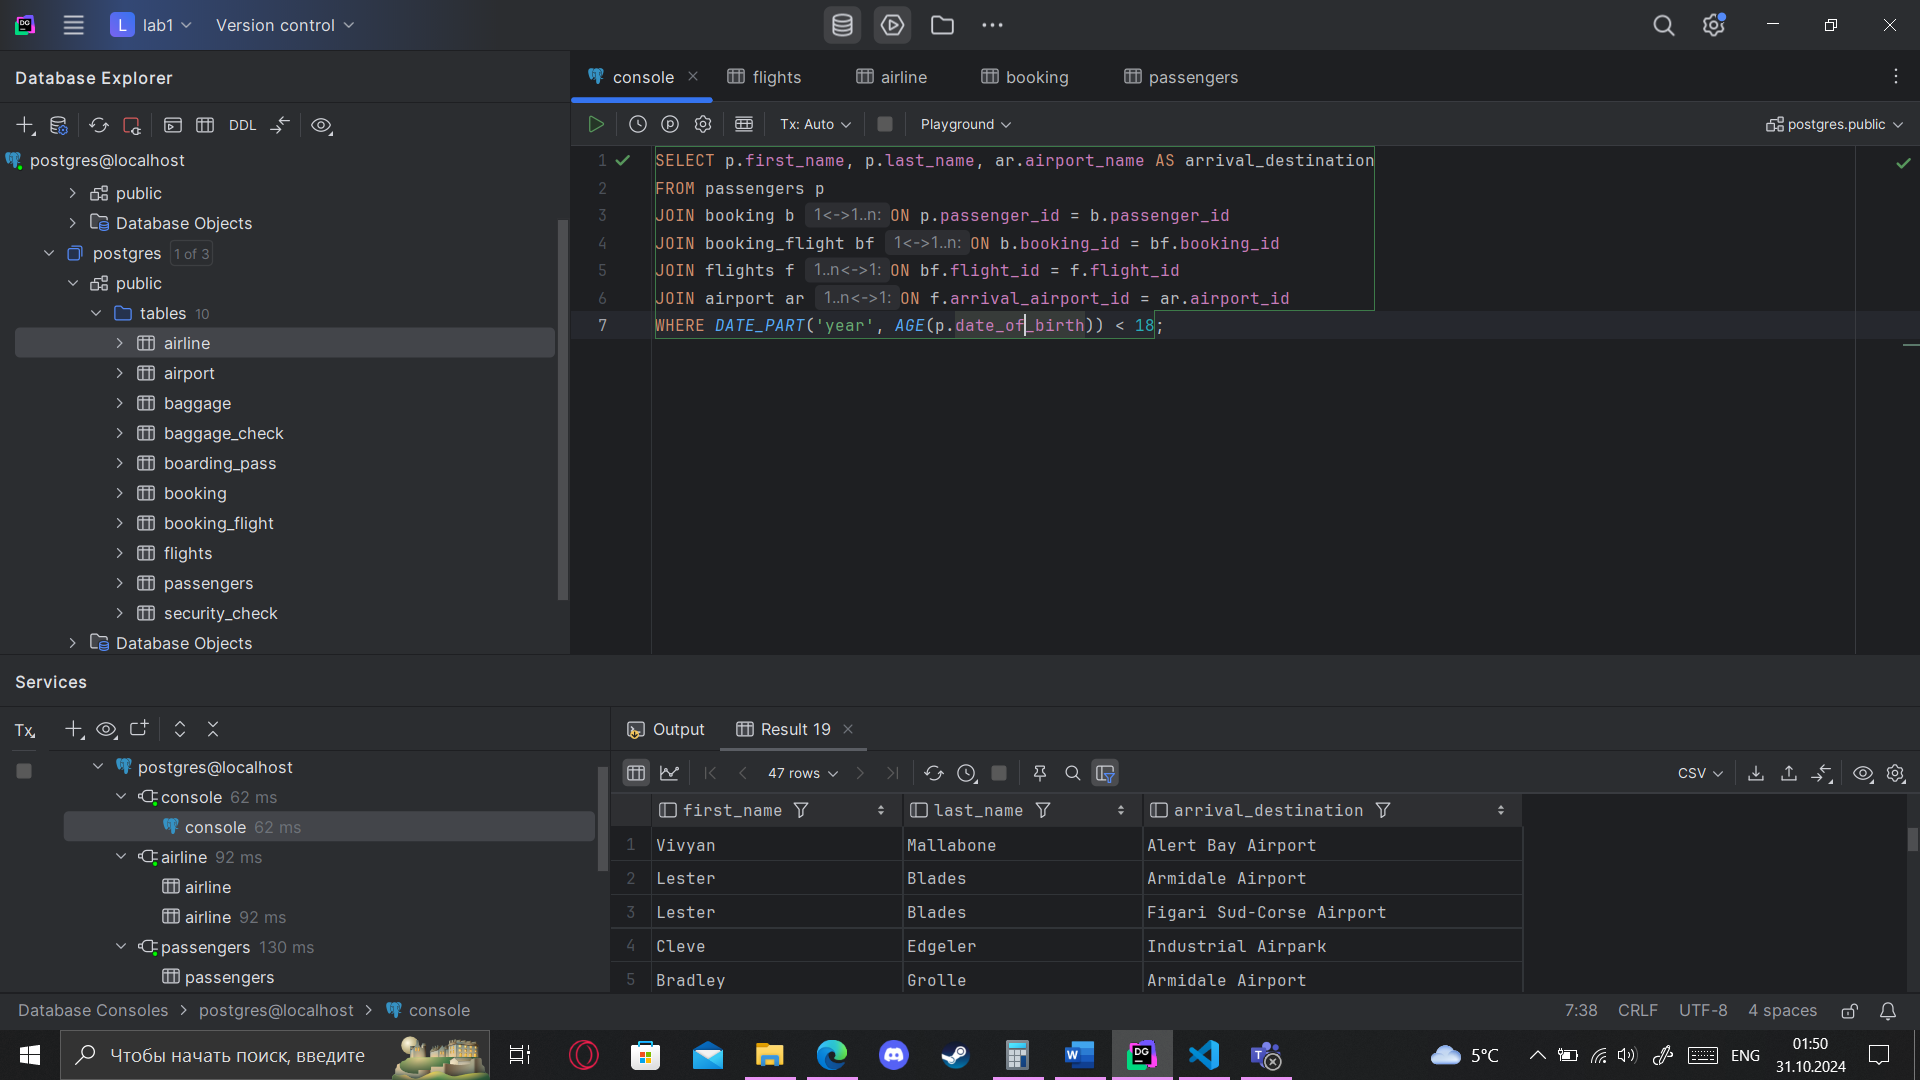 L lab1
Version control
Database Explorer
DDL
postgres@localhost
public
Database Objects
postgres 1 of 3
public
tables 10
airline
airport
baggage
baggage_check
boarding_pass
booking
booking_flight
flights
passengers
security_check
Database Objects
console
flights
airline
booking
passengers
Tx: Auto
Playground
postgres.public
1 SELECT p.first_name, p.last_name, ar.airport_name AS arrival_destination
2 FROM passengers p
3 JOIN booking b 1<->1..n: ON p.passenger_id = b.passenger_id
4 JOIN booking_flight bf 1<->1..n: ON b.booking_id = bf.booking_id
5 JOIN flights f 1..n<->1: ON bf.flight_id = f.flight_id
6 JOIN airport ar 1..n<->1: ON f.arrival_airport_id = ar.airport_id
7 WHERE DATE_PART('year', AGE(p.date_of_birth)) < 18;
Services
Tx
postgres@localhost
console 62 ms
console 62 ms
airline 92 ms
airline
airline 92 ms
passengers 130 ms
passengers
Output
Result 19
47 rows
CSV
first_name last_name arrival_destination
1 Vivyan Mallabone Alert Bay Airport
2 Lester Blades Armidale Airport
3 Lester Blades Figari Sud-Corse Airport
4 Cleve Edgeler Industrial Airpark
5 Bradley Grolle Armidale Airport
Database Consoles > postgres@localhost > console
7:38 CRLF UTF-8 4 spaces
Чтобы начать поиск, введите
5°C
ENG
01:50
31.10.2024